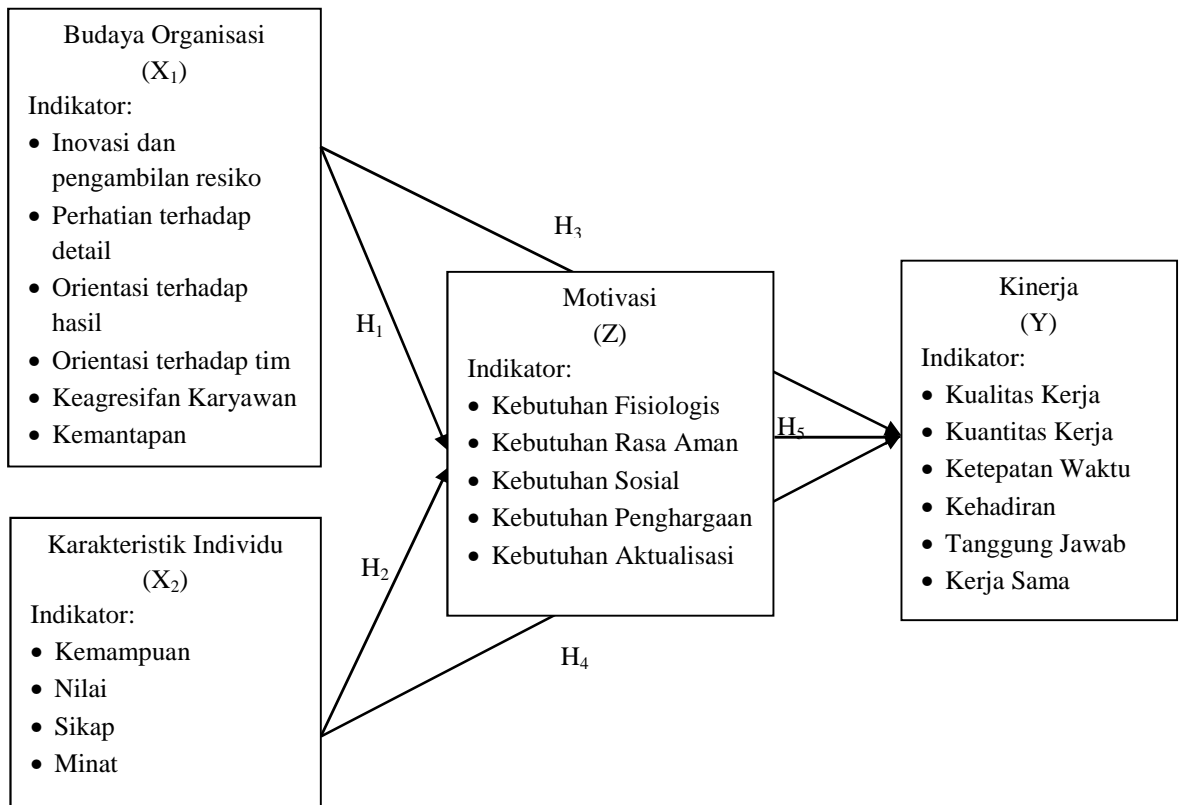 Budaya Organisasi
(X₁)
Indikator:
• Inovasi dan
pengambilan resiko
• Perhatian terhadap
detail
• Orientasi terhadap
hasil
• Orientasi terhadap tim
• Keagresifan Karyawan
• Kemantapan
Karakteristik Individu
(X₂)
Indikator:
• Kemampuan
• Nilai
• Sikap
• Minat
H₁
H₂
H₃
H₄
Motivasi
(Z)
Indikator:
• Kebutuhan Fisiologis
• Kebutuhan Rasa Aman
• Kebutuhan Sosial
• Kebutuhan Penghargaan
• Kebutuhan Aktualisasi
H₅
Kinerja
(Y)
Indikator:
• Kualitas Kerja
• Kuantitas Kerja
• Ketepatan Waktu
• Kehadiran
• Tanggung Jawab
• Kerja Sama